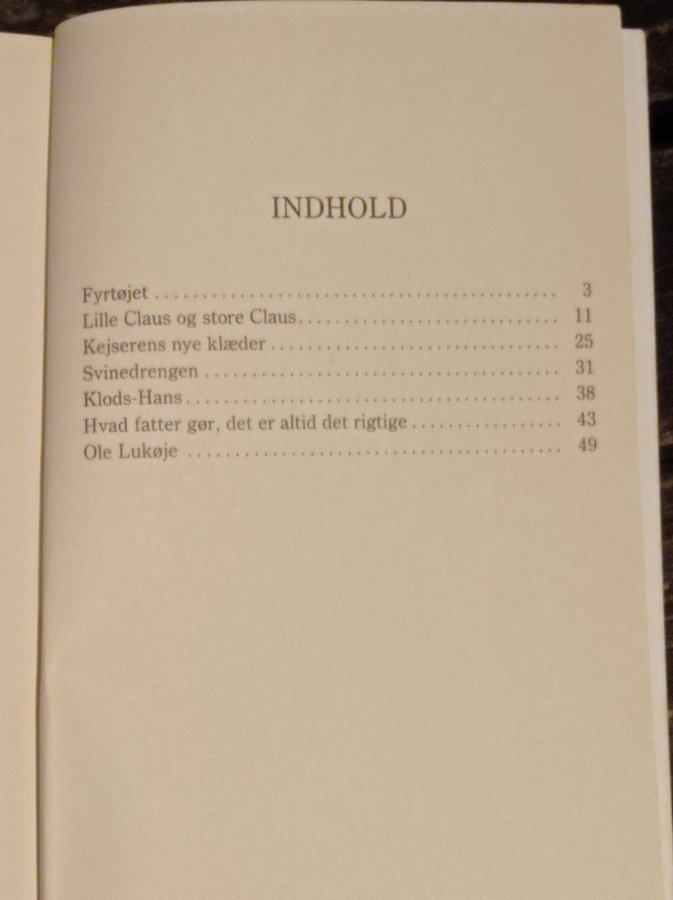 INDHOLD
Fyrtøjet ........................................... 3
Lille Claus og store Claus............................ 11
Kejserens nye klæder ............................... 25
Svinedrengen ...................................... 31
Klods-Hans ........................................ 38
Hvad fatter gør, det er altid det rigtige ................ 43
Ole Lukøje ........................................ 49